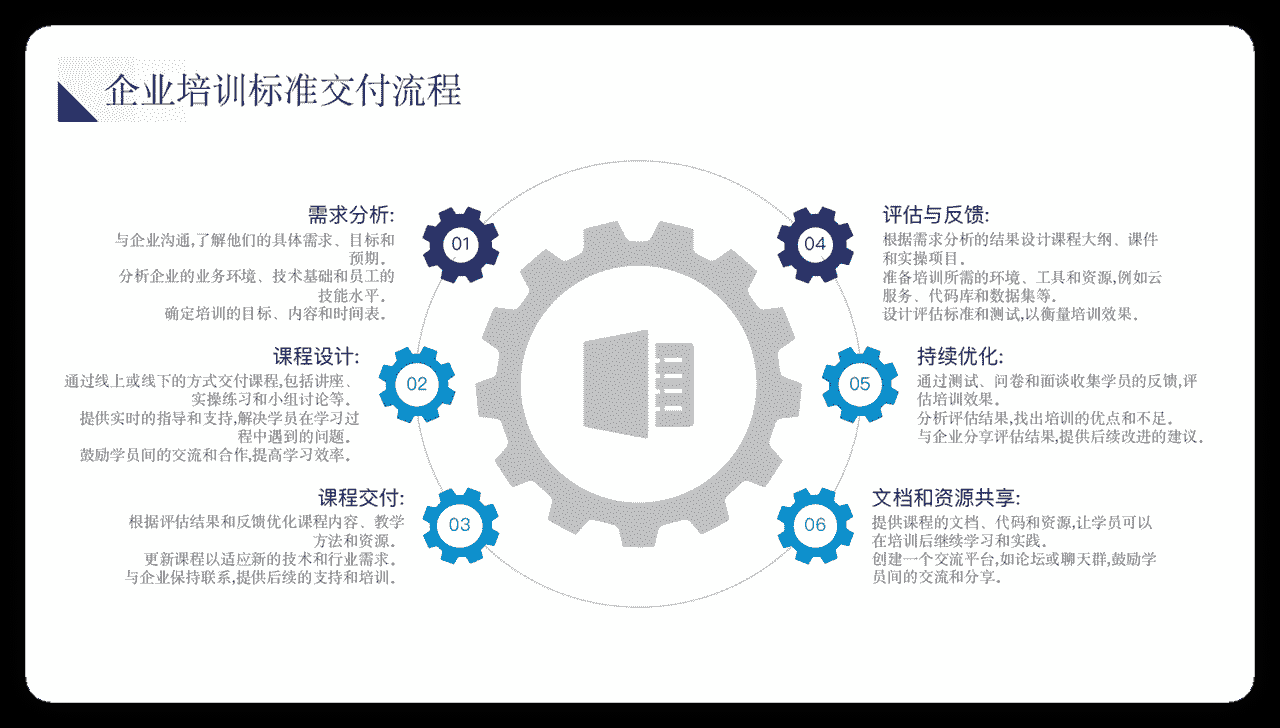 企业培训标准交付流程
需求分析:
01
与企业沟通,了解他们的具体需求、目标和
预期。
分析企业的业务环境、技术基础和员工的
技能水平。
确定培训的目标、内容和时间表。
课程设计:
02
通过线上或线下的方式交付课程,包括讲座、
实操练习和小组讨论等。
提供实时的指导和支持,解决学员在学习过
程中遇到的问题。
鼓励学员间的交流和合作,提高学习效率。
课程交付:
03
根据评估结果和反馈优化课程内容、教学
方法和资源。
更新课程以适应新的技术和行业需求。
与企业保持联系,提供后续的支持和培训。
04
评估与反馈:
根据需求分析的结果设计课程大纲、课件
和实操项目。
准备培训所需的环境、工具和资源,例如云
服务、代码库和数据集等。
设计评估标准和测试,以衡量培训效果。
05
持续优化:
通过测试、问卷和面谈收集学员的反馈,评
估培训效果。
分析评估结果,找出培训的优点和不足。
与企业分享评估结果,提供后续改进的建议。
06
文档和资源共享:
提供课程的文档、代码和资源,让学员可以
在培训后继续学习和实践。
创建一个交流平台,如论坛或聊天群,鼓励学
员间的交流和分享。